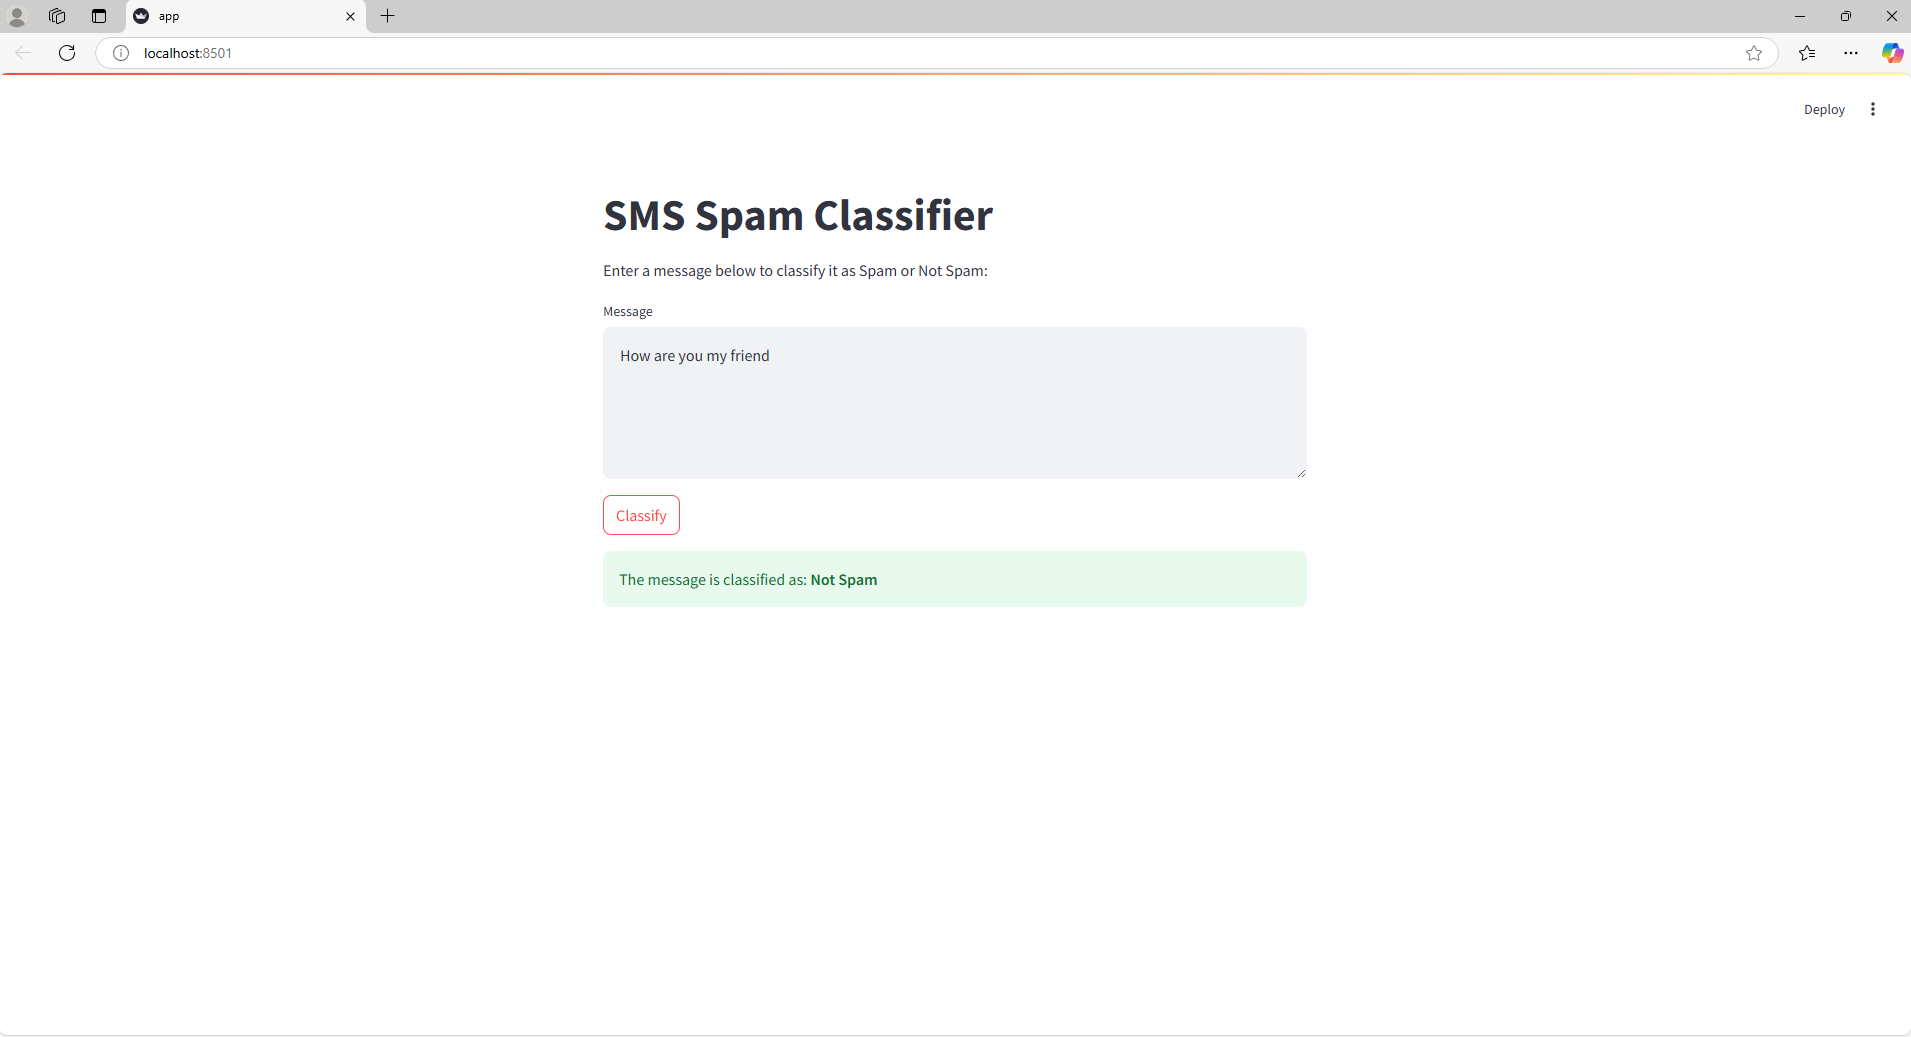 app
localhost:8501
Deploy
SMS Spam Classifier
Enter a message below to classify it as Spam or Not Spam:
Message
How are you my friend
Classify
The message is classified as: Not Spam